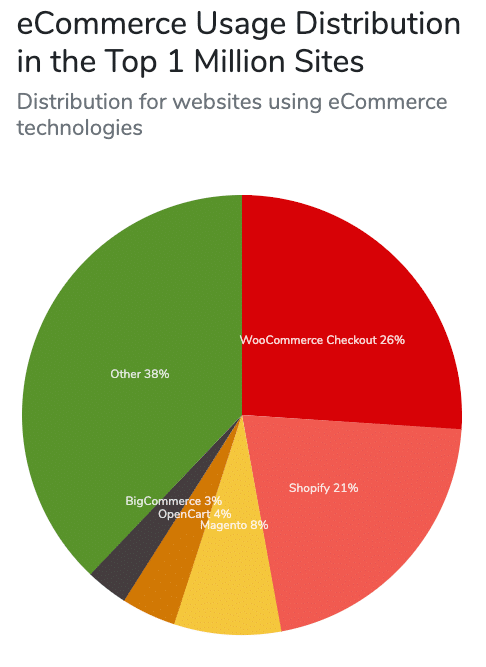 eCommerce Usage Distribution
in the Top 1 Million Sites
Distribution for websites using eCommerce
technologies
WooCommerce Checkout 26%
Other 38%
Shopify 21%
BigCommerce 3%
OpenCart 4%
Magento 8%